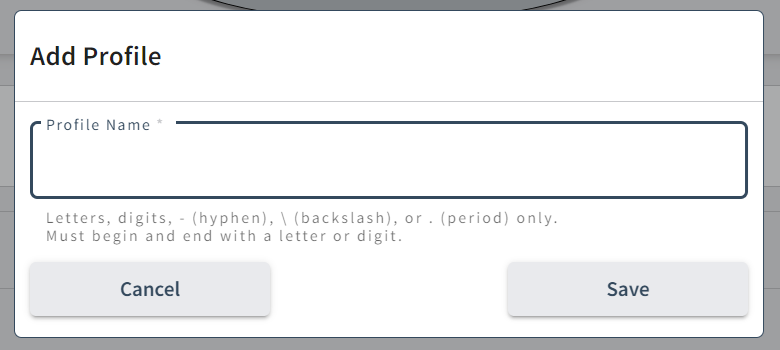 Add Profile
Profile Name *
Letters, digits, - (hyphen), \ (backslash), or . (period) only.
Must begin and end with a letter or digit.
Cancel
Save